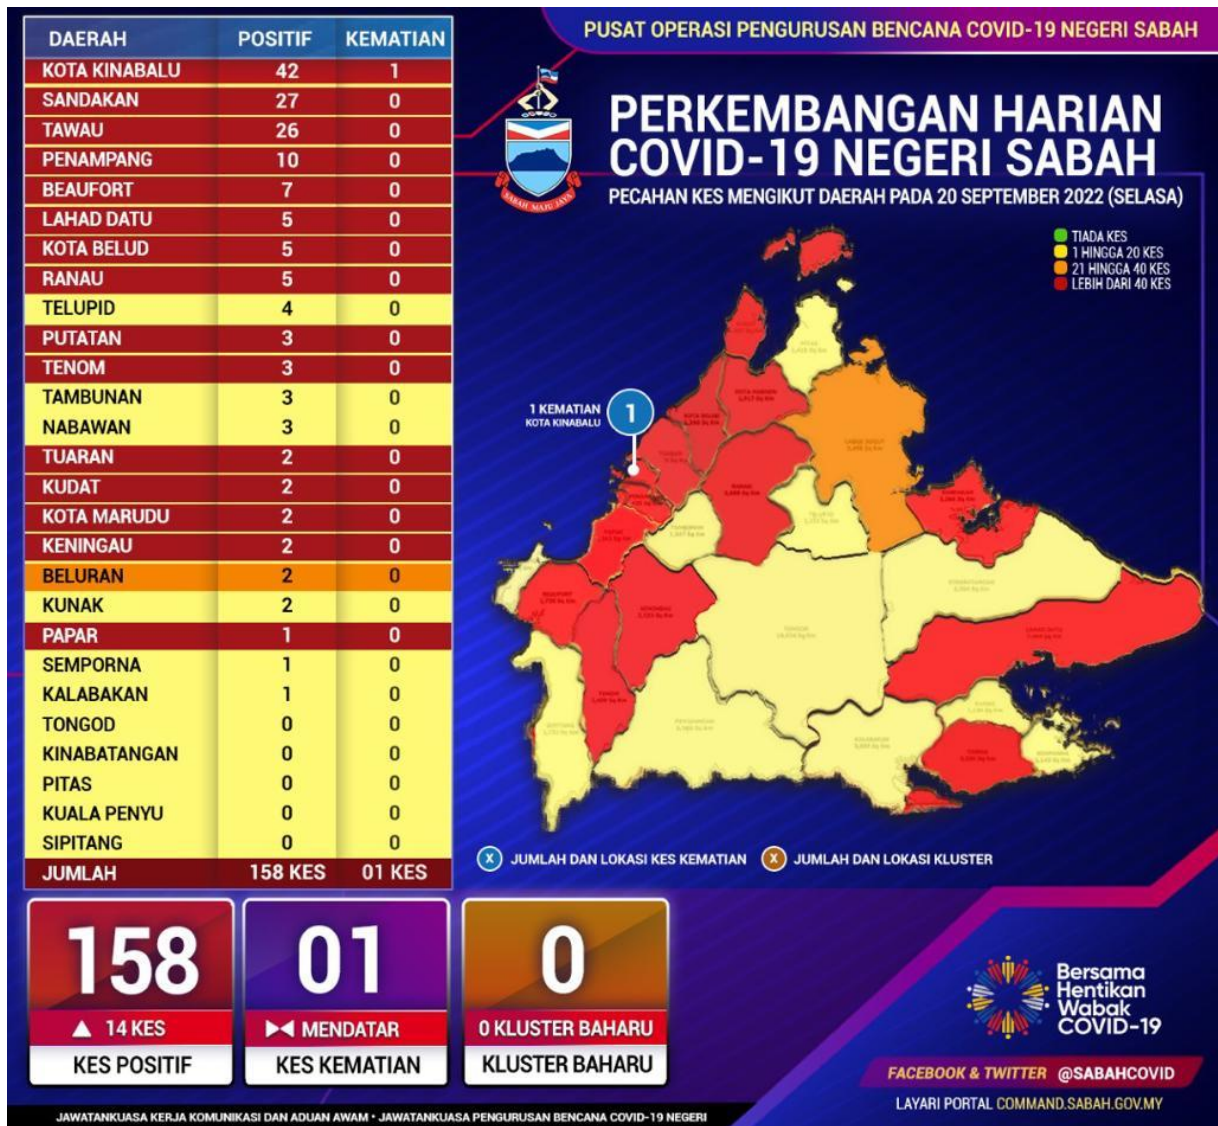 DAERAH POSITIF KEMATIAN
KOTA KINABALU 42 1
SANDAKAN 27 0
TAWAU 26 0
PENAMPANG 10 0
BEAUFORT 7 0
LAHAD DATU 5 0
KOTA BELUD 5 0
RANAU 5 0
TELUPID 4 0
PUTATAN 3 0
TENOM 3 0
TAMBUNAN 3 0
NABAWAN 3 0
TUARAN 2 0
KUDAT 2 0
KOTA MARUDU 2 0
KENINGAU 2 0
BELURAN 2 0
KUNAK 2 0
PAPAR 1 0
SEMPORNA 1 0
KALABAKAN 1 0
TONGOD 0 0
KINABATANGAN 0 0
PITAS 0 0
KUALA PENYU 0 0
SIPITANG 0 0
JUMLAH 158 KES 01 KES
PUSAT OPERASI PENGURUSAN BENCANA COVID-19 NEGERI SABAH
SABAH MAJU JAYA
PERKEMBANGAN HARIAN
COVID-19 NEGERI SABAH
PECAHAN KES MENGIKUT DAERAH PADA 20 SEPTEMBER 2022 (SELASA)
TIADA KES
1 HINGGA 20 KES
21 HINGGA 40 KES
LEBIH DARI 40 KES
1 KEMATIAN
KOTA KINABALU
1
X JUMLAH DAN LOKASI KES KEMATIAN
X JUMLAH DAN LOKASI KLUSTER
158
14 KES
KES POSITIF
01
MENDATAR
KES KEMATIAN
0
0 KLUSTER BAHARU
KLUSTER BAHARU
Bersama
Hentikan
Wabak
COVID-19
FACEBOOK & TWITTER @SABAHCOVID
LAYARI PORTAL COMMAND.SABAH.GOV.MY
JAWATANKUASA KERJA KOMUNIKASI DAN ADUAN AWAM • JAWATANKUASA PENGURUSAN BENCANA COVID-19 NEGERI